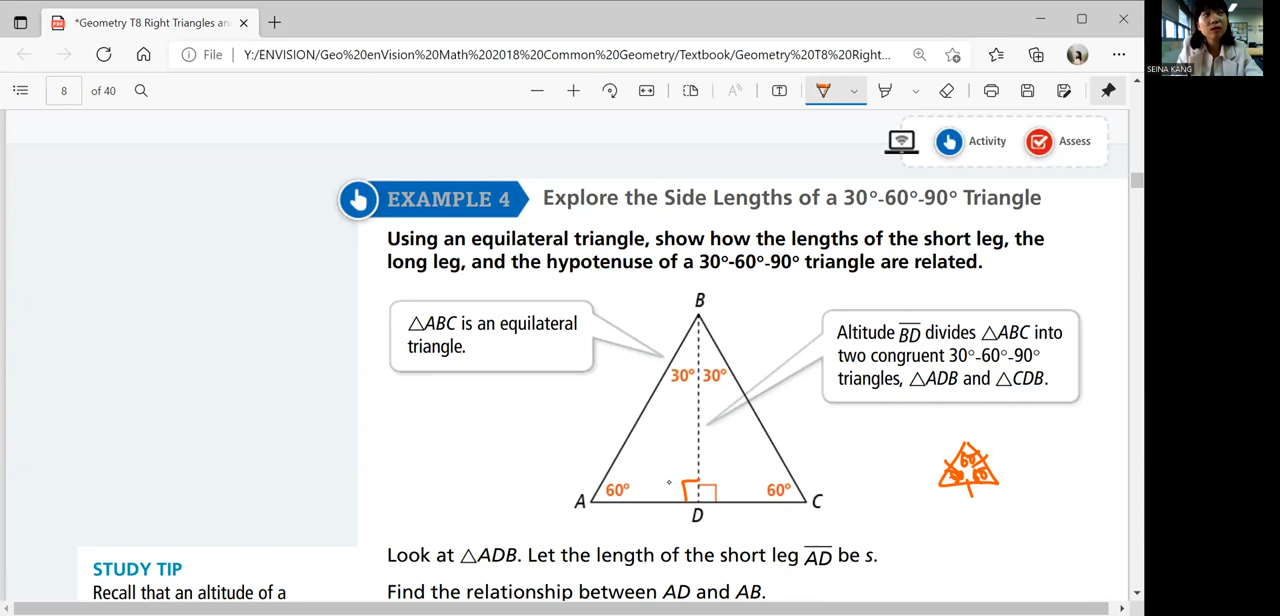 *Geometry T8 Right Triangles an
File
Y:/ENVISION/Geo%20enVision%20Math%202018%20Common%20Geometry/Textbook/Geometry%20T8%20Right...
8
of 40
Activity
Assess
EXAMPLE 4
Explore the Side Lengths of a 30°-60°-90° Triangle
Using an equilateral triangle, show how the lengths of the short leg, the
long leg, and the hypotenuse of a 30°-60°-90° triangle are related.
△ABC is an equilateral
triangle.
B
Altitude B̅D̅ divides △ABC into
two congruent 30°-60°-90°
triangles, △ADB and △CDB.
30° 30°
60
A 60° 60° C
D
Look at △ADB. Let the length of the short leg A̅D̅ be s.
Find the relationship between AD and AB.
STUDY TIP
Recall that an altitude of a
SEINA KANG